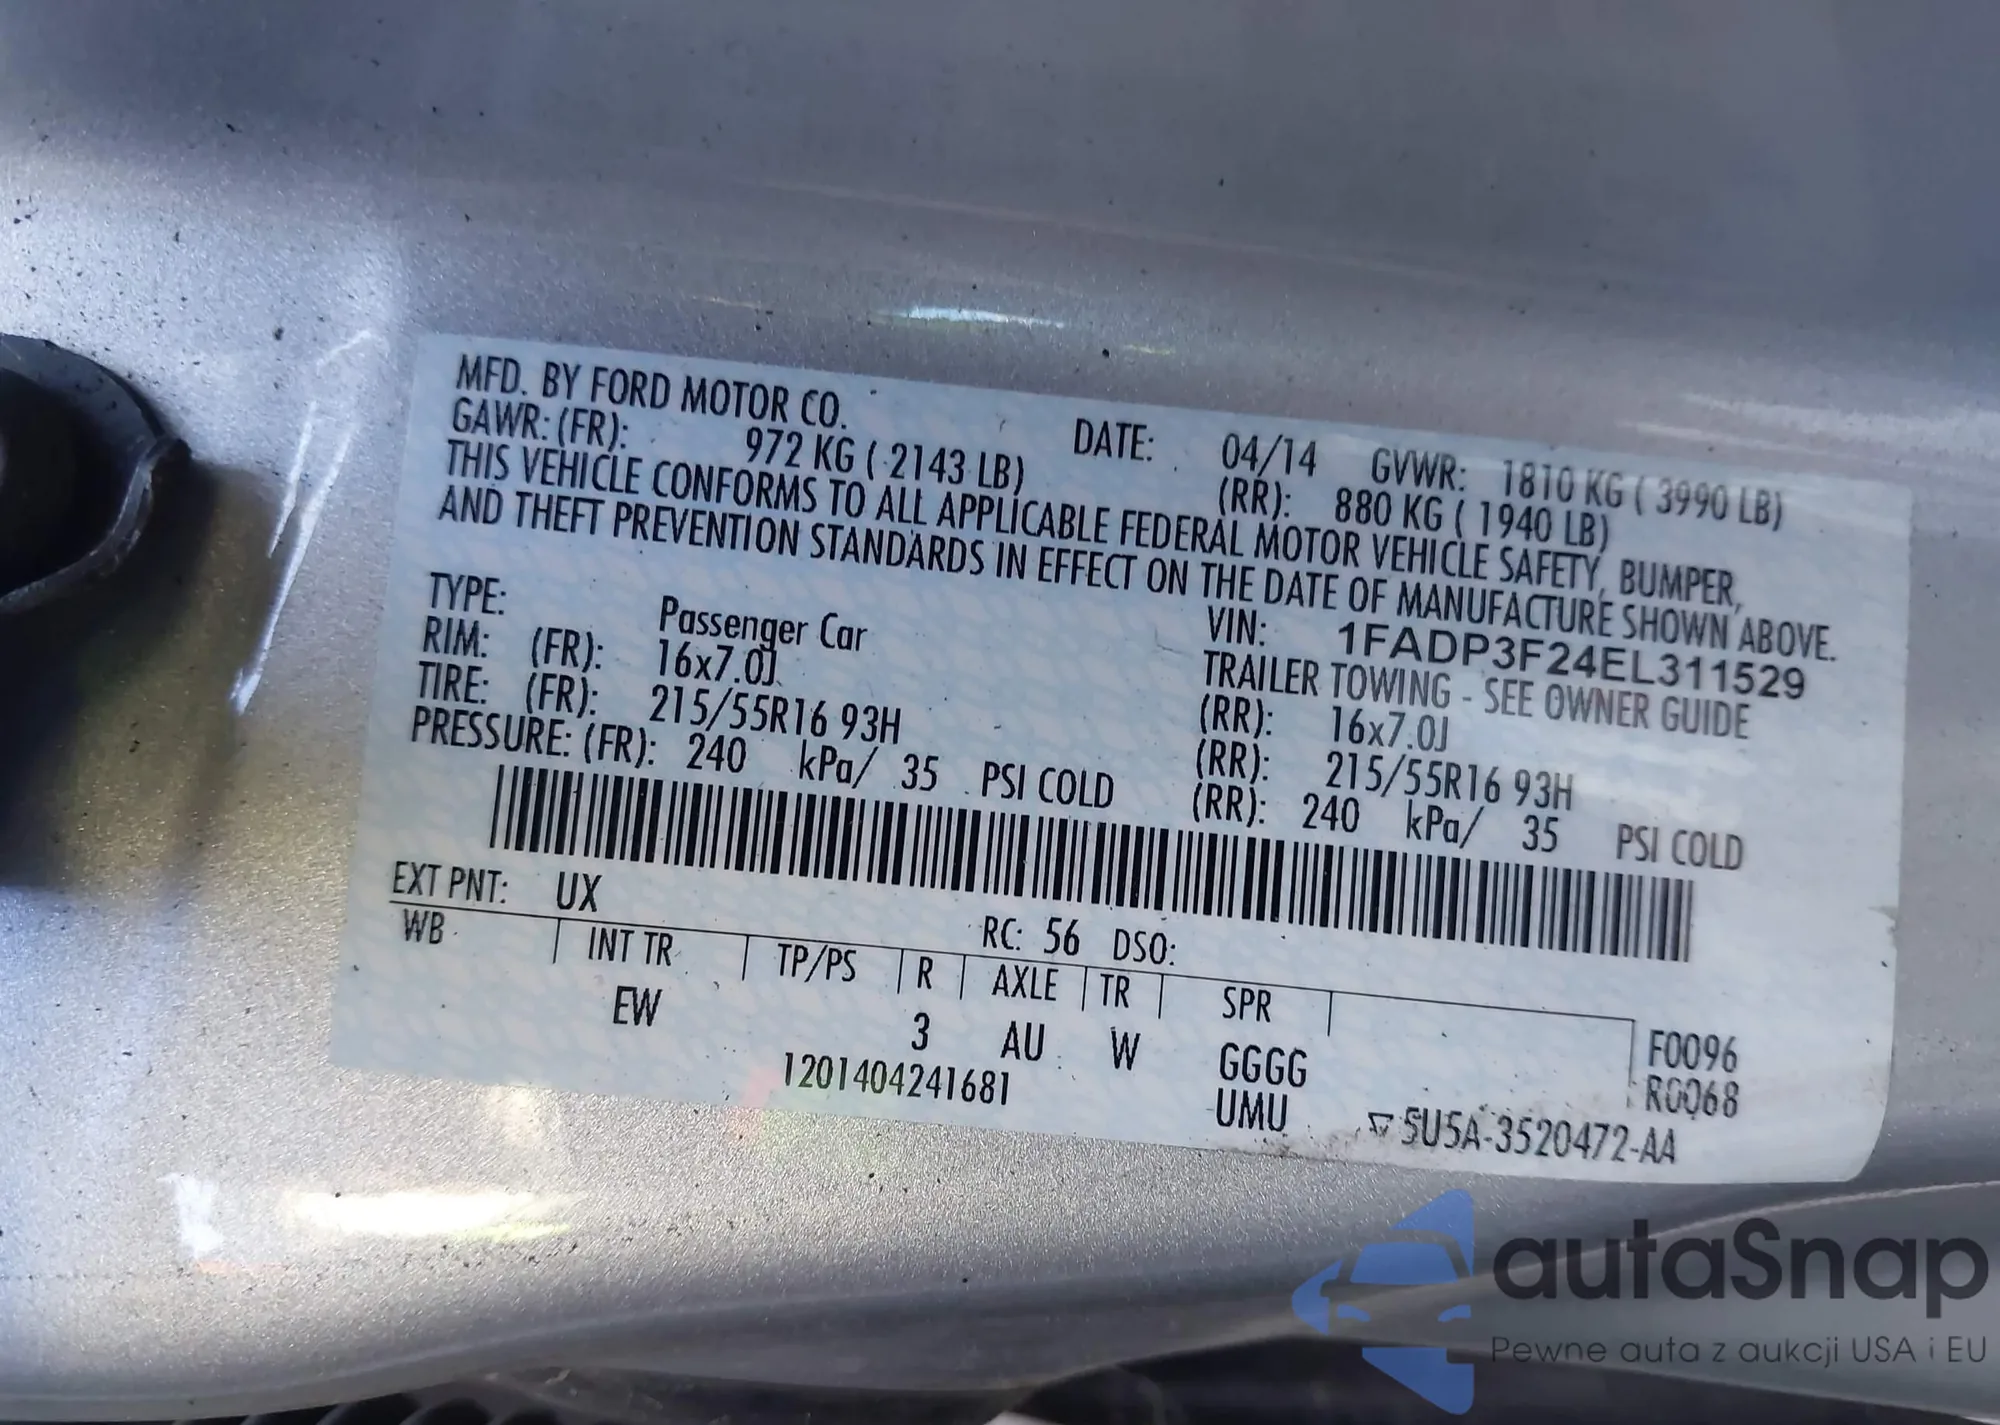 MFD. BY FORD MOTOR CO. DATE: 04/14 GVWR: 1810 KG ( 3990 LB)
GAWR: (FR): 972 KG ( 2143 LB) (RR): 880 KG ( 1940 LB)
THIS VEHICLE CONFORMS TO ALL APPLICABLE FEDERAL MOTOR VEHICLE SAFETY, BUMPER,
AND THEFT PREVENTION STANDARDS IN EFFECT ON THE DATE OF MANUFACTURE SHOWN ABOVE.
VIN: 1FADP3F24EL311529
TYPE: Passenger Car TRAILER TOWING - SEE OWNER GUIDE
RIM: (FR): 16x7.0J (RR): 16x7.0J
TIRE: (FR): 215/55R16 93H (RR): 215/55R16 93H
PRESSURE: (FR): 240 kPa/ 35 PSI COLD (RR): 240 kPa/ 35 PSI COLD
EXT PNT: UX RC: 56 DSO:
WB INT TR TP/PS R AXLE TR SPR
EW 3 AU W GGGG F0096
1201404241681 UMU R0068
▽ 5U5A-3520472-AA
autaSnap
Pewne auta z aukcji USA i EU